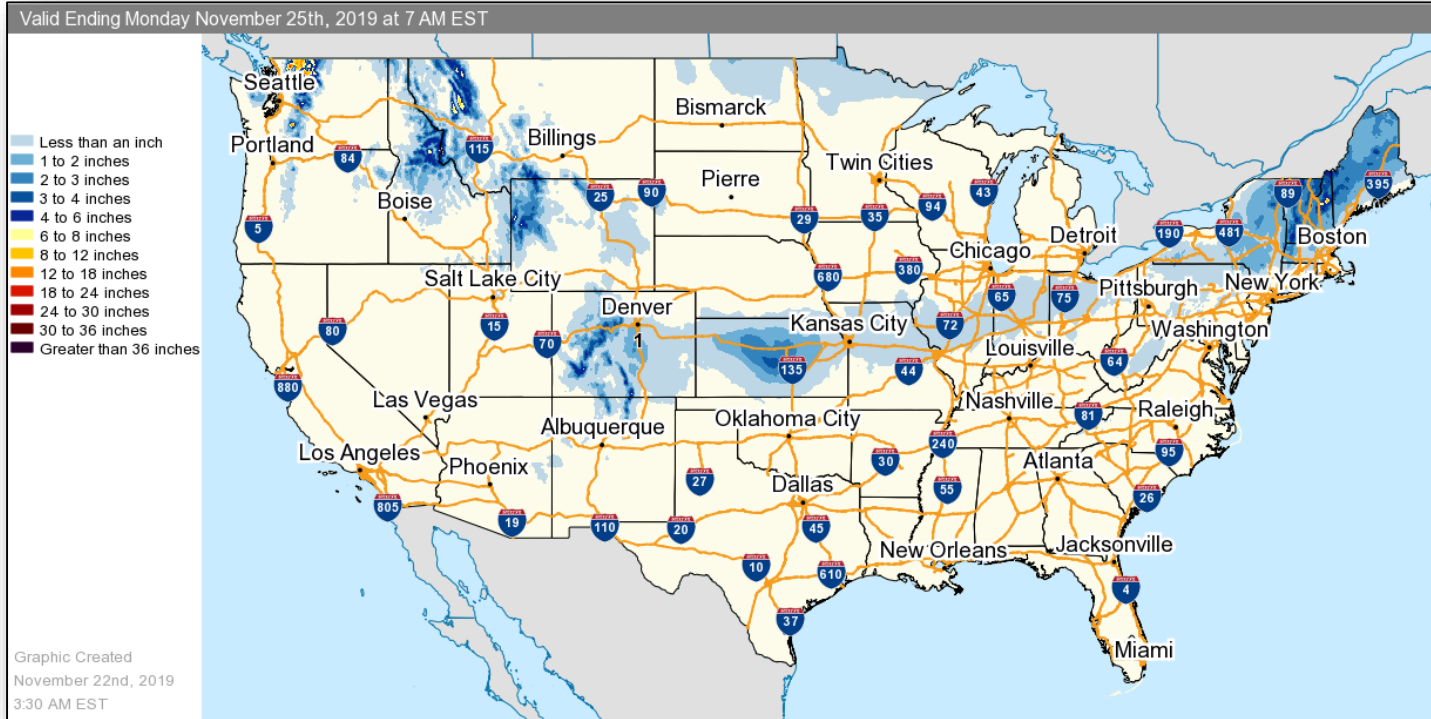 Valid Ending Monday November 25th, 2019 at 7 AM EST
Less than an inch
1 to 2 inches
2 to 3 inches
3 to 4 inches
4 to 6 inches
6 to 8 inches
8 to 12 inches
12 to 18 inches
18 to 24 inches
24 to 30 inches
30 to 36 inches
Greater than 36 inches
Graphic Created
November 22nd, 2019
3:30 AM EST
Seattle
Bismarck
Portland
84
115
Billings
Twin Cities
Boise
25
90
Pierre
94
43
89
395
5
29
35
190
481
Boston
Chicago
Detroit
Salt Lake City
680
380
Pittsburgh
New York
80
15
Denver
1
Kansas City
72
65
75
Washington
70
135
44
Louisville
64
880
Las Vegas
Albuquerque
Oklahoma City
Nashville
81
Raleigh
Los Angeles
Phoenix
27
30
240
Atlanta
95
805
19
110
20
Dallas
45
55
26
10
610
New Orleans
Jacksonville
37
4
Miami